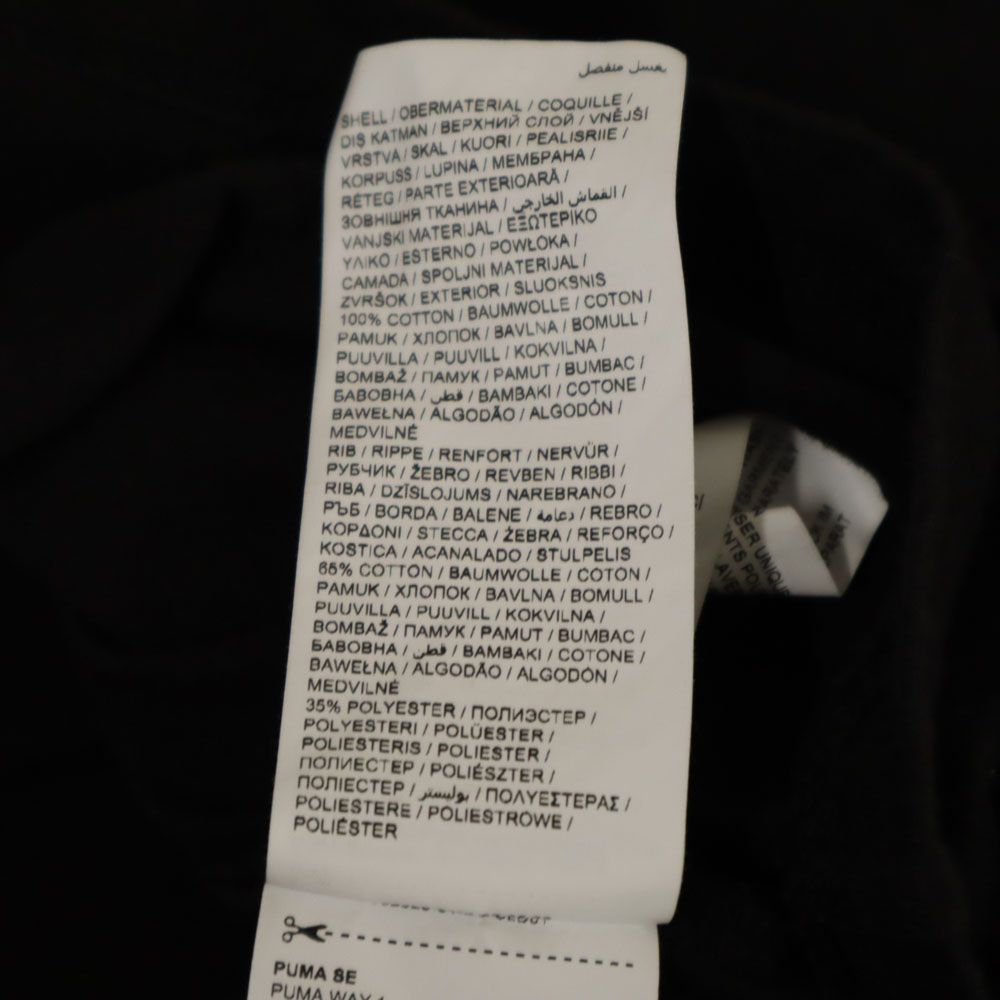 يغسل منفصل
SHELL / OBERMATERIAL / COQUILLE /
DIŞ KATMAN / ВЕРХНИЙ СЛОЙ / VNĚJŠÍ
VRSTVA / SKAL / KUORI / PEALISRIIE /
KORPUSS / LUPINA / МЕМБРАНА /
RÉTEG / PARTE EXTERIOARĂ /
ЗОВНІШНЯ ТКАНИНА / القماش الخارجي /
VANJSKI MATERIJAL / ΕΞΩΤΕΡΙΚΟ
ΥΛΙΚΟ / ESTERNO / POWŁOKA /
CAMADA / SPOLJNI MATERIJAL /
ZVRŠOK / EXTERIOR / SLUOKSNIS
100% COTTON / BAUMWOLLE / COTON /
PAMUK / ХЛОПОК / BAVLNA / BOMULL /
PUUVILLA / PUUVILL / KOKVILNA /
BOMBAŽ / ПАМУК / PAMUT / BUMBAC /
БАВОВНА / قطن / BAMBAKI / COTONE /
BAWEŁNA / ALGODÃO / ALGODÓN /
MEDVILNĖ
RIB / RIPPE / RENFORT / NERVÜR /
РУБЧИК / ŽEBRO / REVBEN / RIBBI /
RIBA / DZĪSLOJUMS / NAREBRANO /
РЪБ / BORDA / BALENE / دعامه / REBRO /
ΚΟΡΔΟΝΙ / STECCA / ŻEBRA / REFORÇO /
KOSTICA / ACANALADO / STULPELIS
65% COTTON / BAUMWOLLE / COTON /
PAMUK / ХЛОПОК / BAVLNA / BOMULL /
PUUVILLA / PUUVILL / KOKVILNA /
BOMBAŽ / ПАМУК / PAMUT / BUMBAC /
БАВОВНА / قطن / BAMBAKI / COTONE /
BAWEŁNA / ALGODÃO / ALGODÓN /
MEDVILNĖ
35% POLYESTER / ПОЛИЭСТЕР /
POLYESTERI / POLÜESTER /
POLIESTERIS / POLIESTER /
ПОЛИЕСТЕР / POLIÉSZTER /
ПОЛІЕСТЕР / بوليستر / ΠΟΛΥΕΣΤΕΡΑΣ /
POLIESTERE / POLIESTROWE /
POLIÉSTER
PUMA SE
PUMA WAY